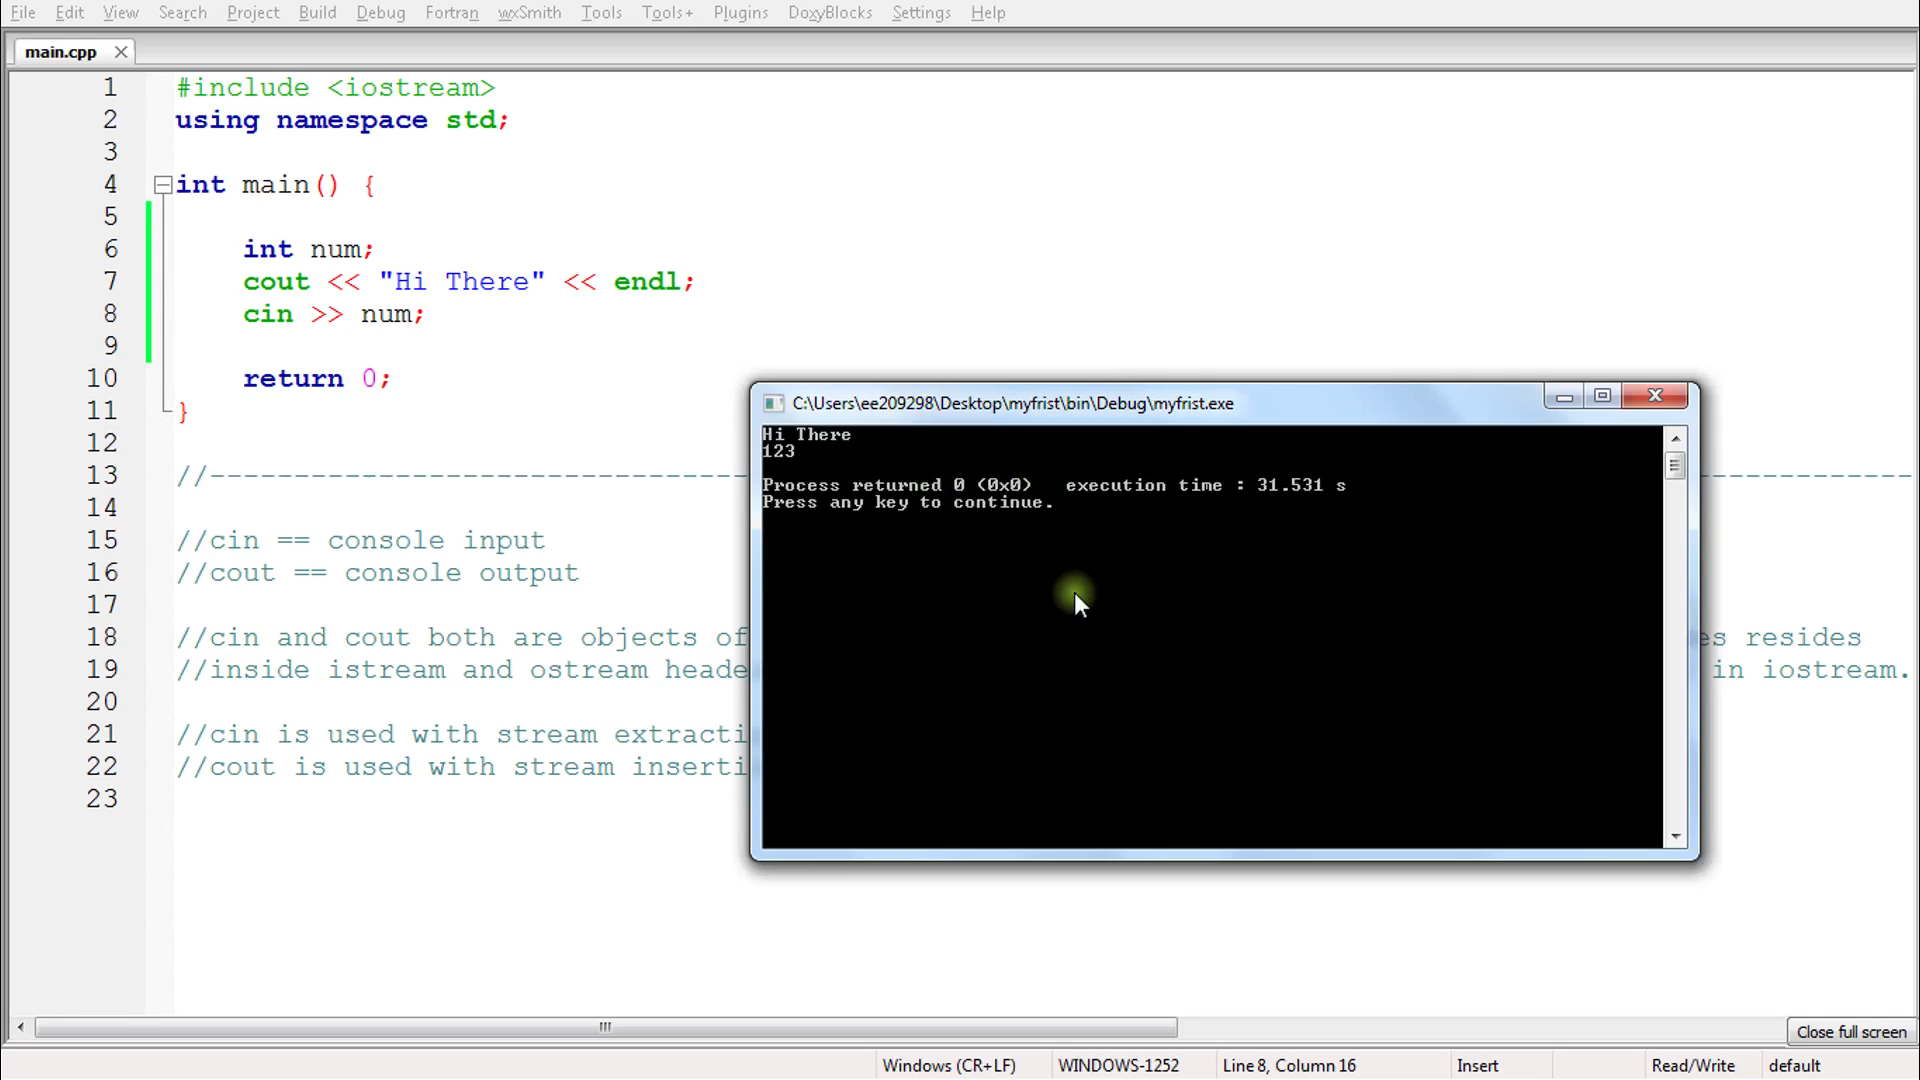 File Edit View Search Project Build Debug Fortran wxSmith Tools Tools+ Plugins DoxyBlocks Settings Help
main.cpp
1 #include <iostream>
2 using namespace std;
3
4 int main() {
5
6 int num;
7 cout << "Hi There" << endl;
8 cin >> num;
9
10 return 0;
11 }
12
13 //--------------------------------
14
15 //cin == console input
16 //cout == console output
17
18 //cin and cout both are objects of
resides
19 //inside istream and ostream
in iostream.
20
21 //cin is used with stream
22 //cout is used with stream
23
C:\Users\ee209298\Desktop\myfrist\bin\Debug\myfrist.exe
Hi There
123
Process returned 0 (0x0) execution time : 31.531 s
Press any key to continue.
Close full screen
Windows (CR+LF) WINDOWS-1252 Line 8, Column 16 Insert Read/Write default